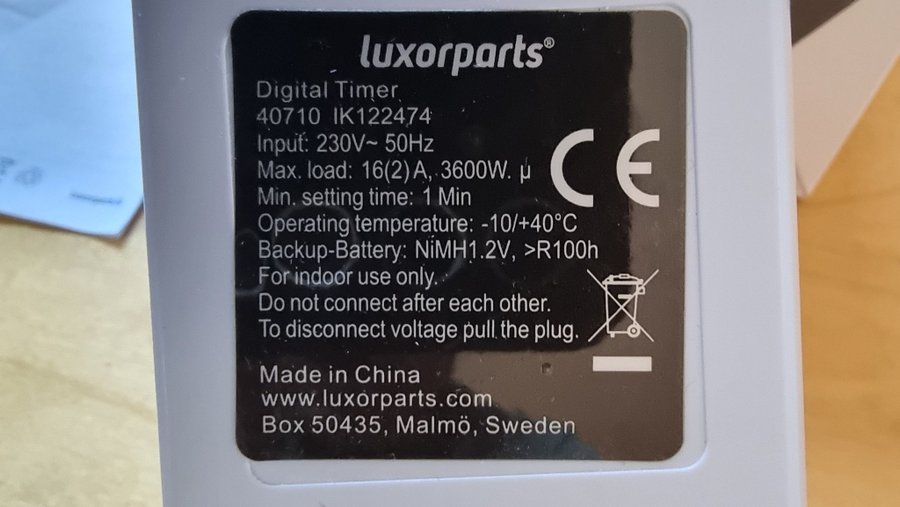 luxorparts®
Digital Timer
40710 IK122474
Input: 230V~ 50Hz
Max. load: 16(2)A, 3600W. µ
Min. setting time: 1 Min
Operating temperature: -10/+40°C
Backup-Battery: NiMH1.2V, >R100h
For indoor use only.
Do not connect after each other.
To disconnect voltage pull the plug.
CE
Made in China
www.luxorparts.com
Box 50435, Malmö, Sweden